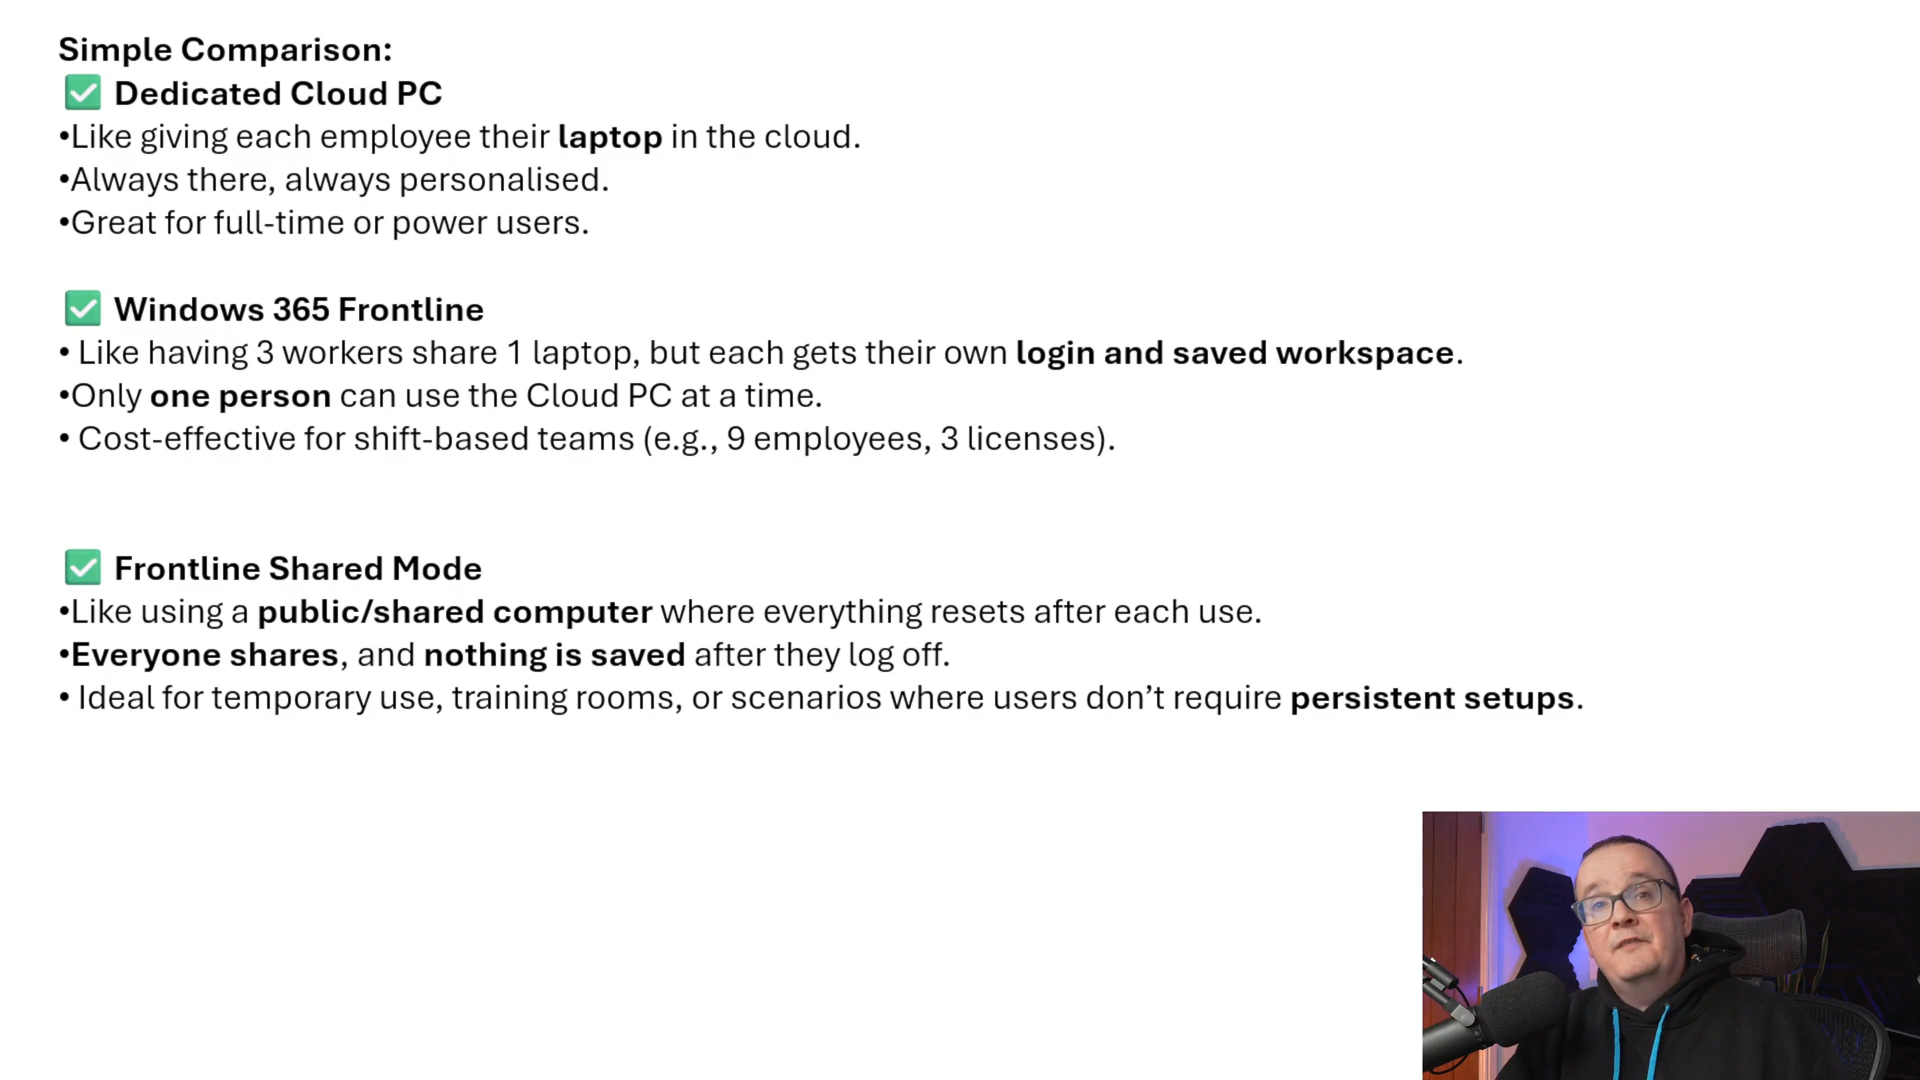 Simple Comparison:
✅ Dedicated Cloud PC
•Like giving each employee their laptop in the cloud.
•Always there, always personalised.
•Great for full-time or power users.
✅ Windows 365 Frontline
• Like having 3 workers share 1 laptop, but each gets their own login and saved workspace.
•Only one person can use the Cloud PC at a time.
• Cost-effective for shift-based teams (e.g., 9 employees, 3 licenses).
✅ Frontline Shared Mode
•Like using a public/shared computer where everything resets after each use.
•Everyone shares, and nothing is saved after they log off.
• Ideal for temporary use, training rooms, or scenarios where users don’t require persistent setups.